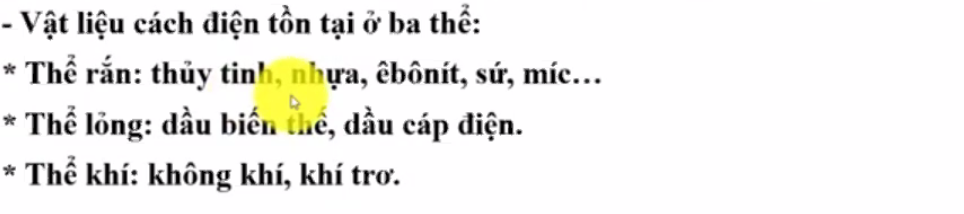 - Vật liệu cách điện tồn tại ở ba thể:
* Thể rắn: thủy tinh, nhựa, êbônít, sứ, míc…
* Thể lỏng: dầu biến thế, dầu cáp điện.
* Thể khí: không khí, khí trơ.